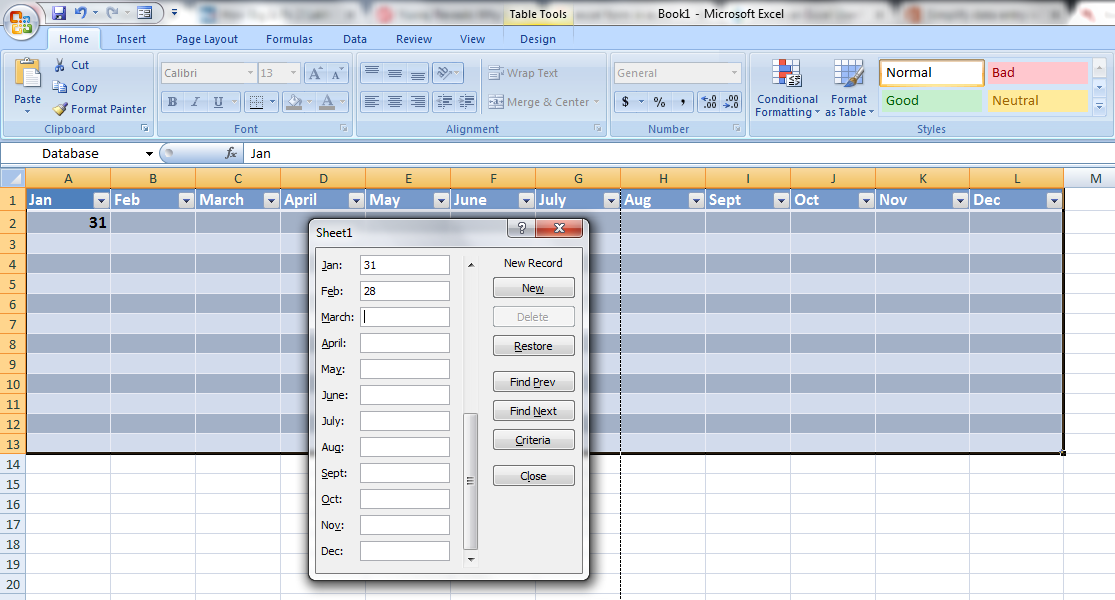 Table Tools
Book1 - Microsoft Excel
Home Insert Page Layout Formulas Data Review View Design
Paste
Cut
Copy
Format Painter
Clipboard
Calibri 13
A A
B I U
A
Font
Wrap Text
Merge & Center
Alignment
General
$ % ,
.00 .0
Number
Conditional
Formatting
Format
as Table
Normal Bad
Good Neutral
Styles
Database fx Jan
A B C D E F G H I J K L M
1 Jan Feb March April May June July Aug Sept Oct Nov Dec
2 31
3
4
5
6
7
8
9
10
11
12
13
14
15
16
17
18
19
20
Sheet1 ?
Jan: 31
Feb: 28
March:
April:
May:
June:
July:
Aug:
Sept:
Oct:
Nov:
Dec:
New Record
New
Delete
Restore
Find Prev
Find Next
Criteria
Close